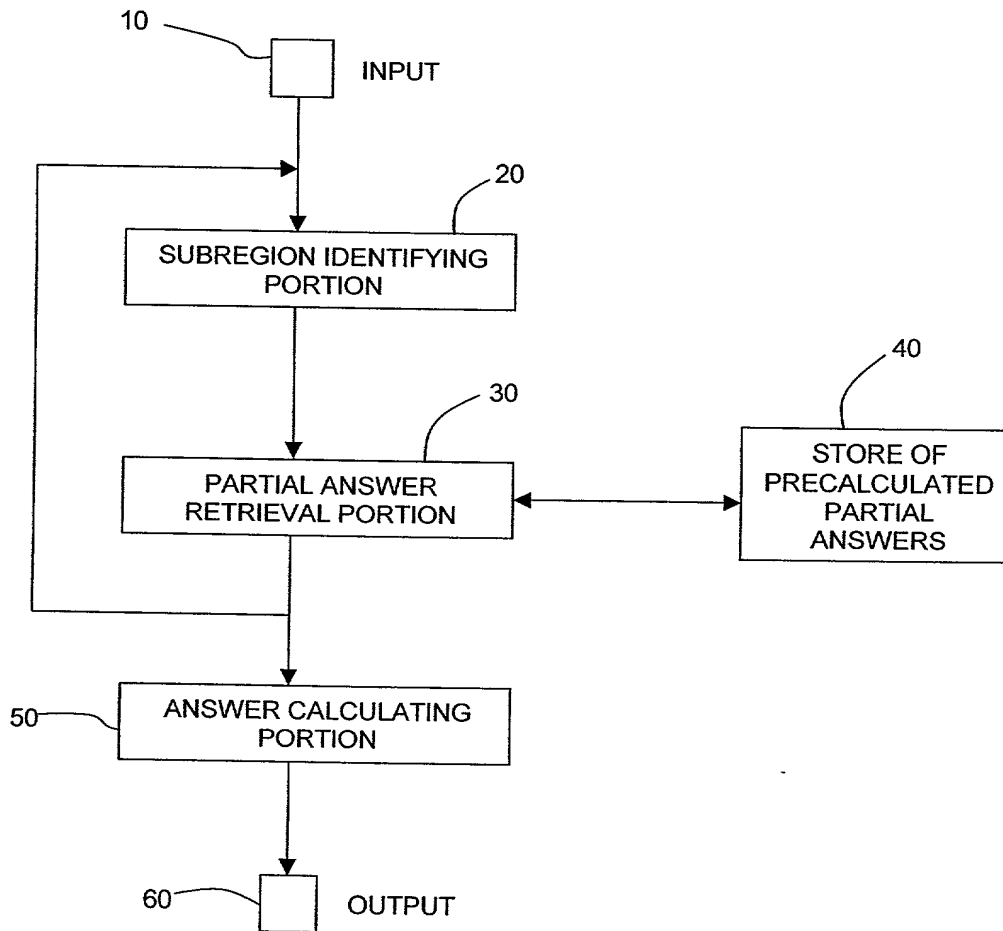 10
INPUT
20
SUBREGION IDENTIFYING
PORTION
30
PARTIAL ANSWER
RETRIEVAL PORTION
40
STORE OF
PRECALCULATED
PARTIAL
ANSWERS
50
ANSWER CALCULATING
PORTION
60
OUTPUT